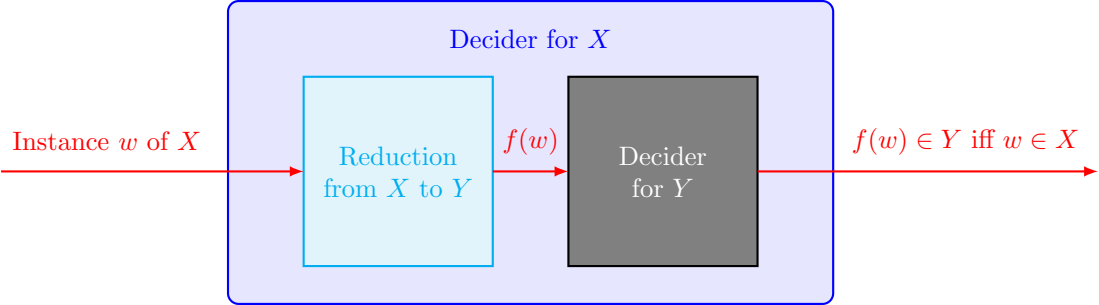 Decider for X
Instance w of X
f(w)
f(w) ∈ Y iff w ∈ X
Reduction
from X to Y
Decider
for Y